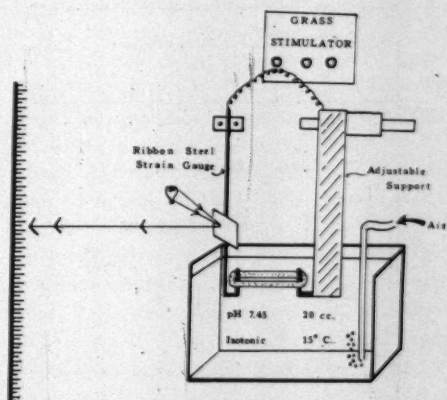 GRASS
STIMULATOR
Ribbon Steel
Strain Gauge
Adjustable
Support
Air
pH 7.45 20 cc.
Isotonic 15° C.